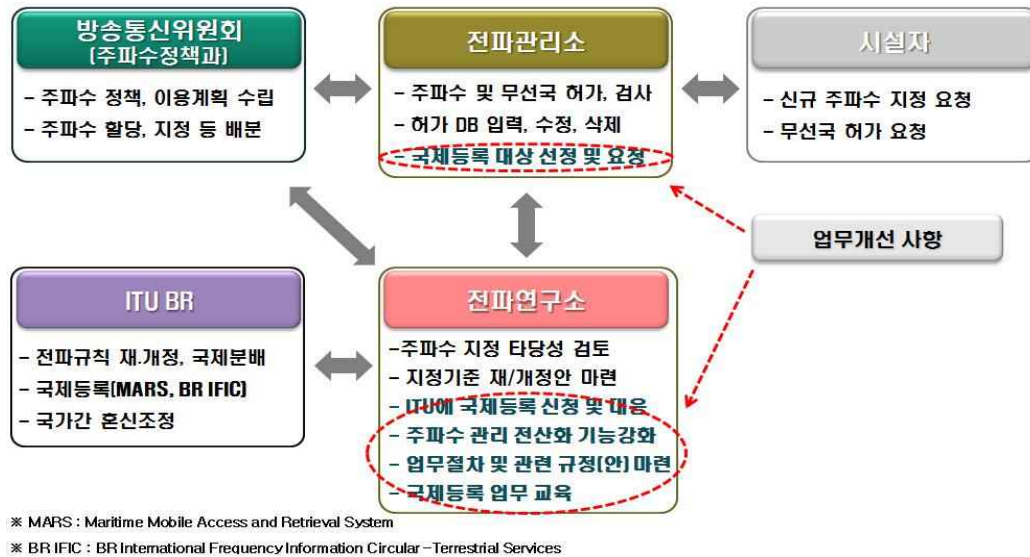 방송통신위원회
(주파수정책과)
- 주파수 정책, 이용계획 수립
- 주파수 할당, 지정 등 배분
전파관리소
- 주파수 및 무선국 허가, 검사
- 허가 DB 입력, 수정, 삭제
- 국제등록 대상 선정 및 요청
시설자
- 신규 주파수 지정 요청
- 무선국 허가 요청
업무개선 사항
ITU BR
- 전파규칙 재.개정, 국제분배
- 국제등록(MARS, BR IFIC)
- 국가간 혼신조정
전파연구소
-주파수 지정 타당성 검토
- 지정기준 재/개정안 마련
- ITU에 국제등록 신청 및 대응
- 주파수 관리 전산화 기능강화
- 업무절차 및 관련 규정(안) 마련
- 국제등록 업무 교육
※ MARS : Maritime Mobile Access and Retrieval System
※ BR IFIC : BR International Frequency Information Circular -Terrestrial Services